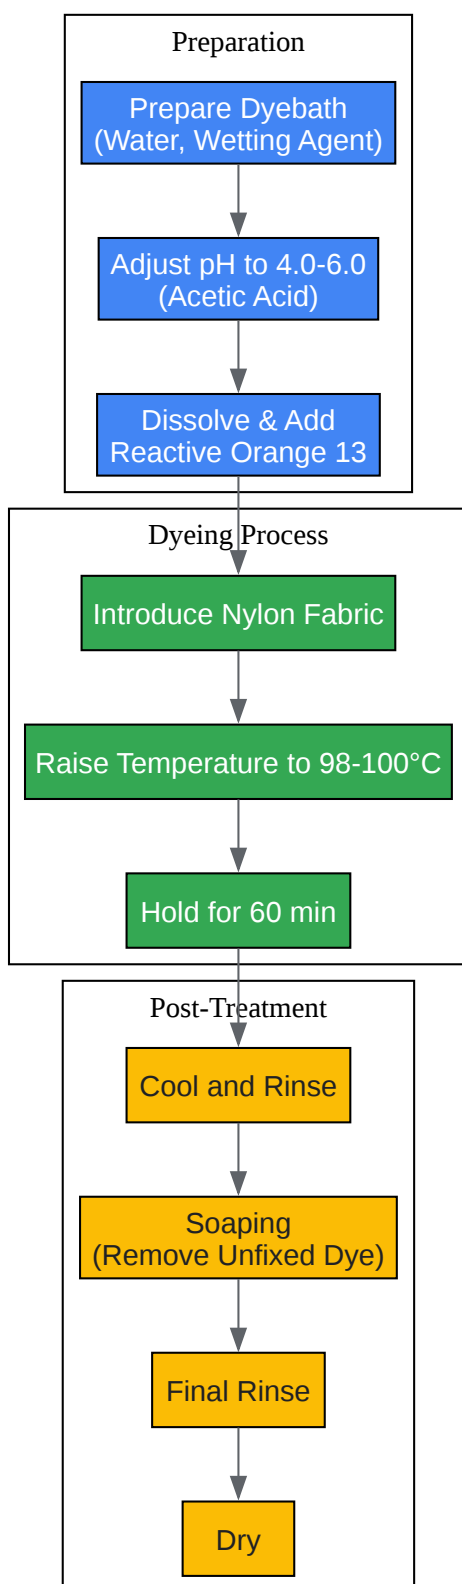 Preparation
Prepare Dyebath
(Water, Wetting Agent)
Adjust pH to 4.0-6.0
(Acetic Acid)
Dissolve & Add
Reactive Orange 13
Dyeing Process
Introduce Nylon Fabric
Raise Temperature to 98-100°C
Hold for 60 min
Post-Treatment
Cool and Rinse
Soaping
(Remove Unfixed Dye)
Final Rinse
Dry